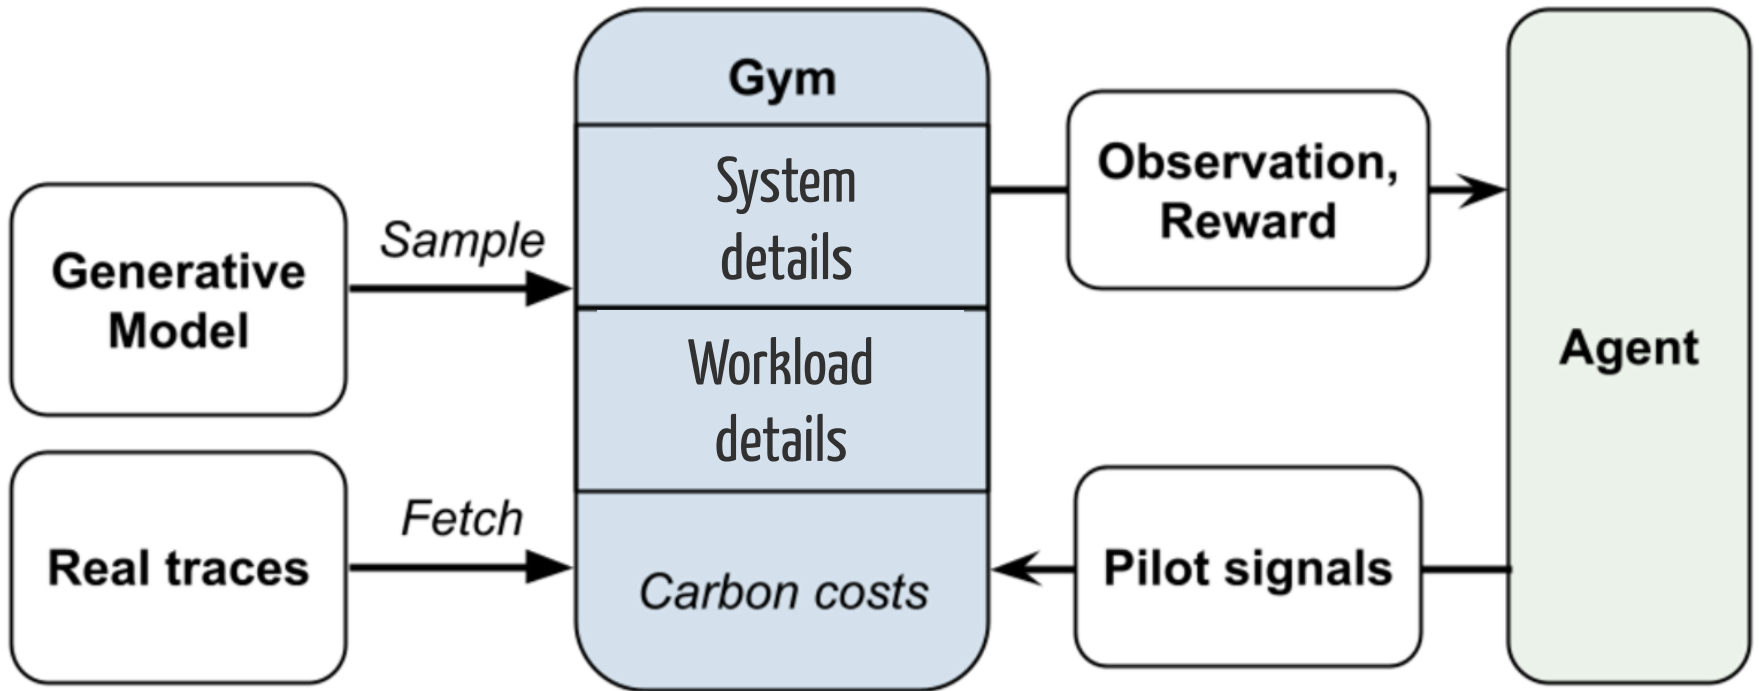 Gym
System
details
Workload
details
Carbon costs
Generative
Model
Sample
Real traces
Fetch
Observation,
Reward
Pilot signals
Agent